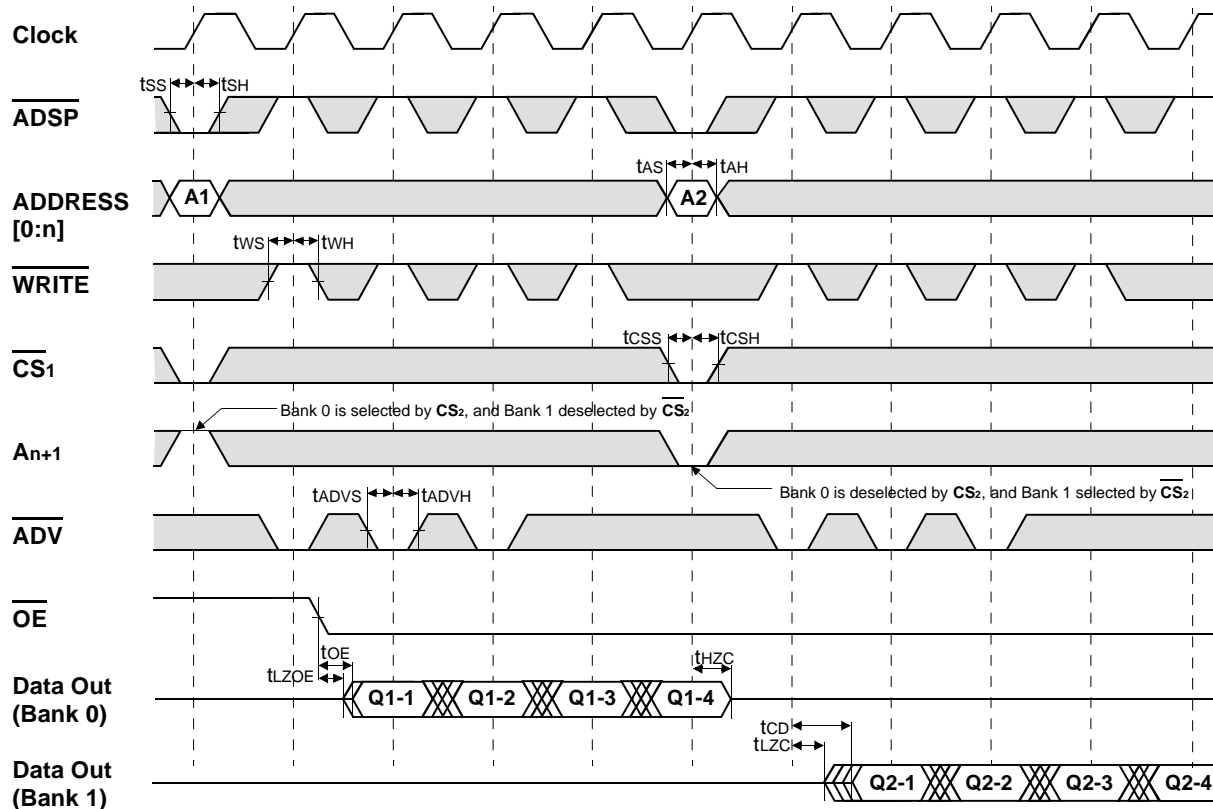 Clock
tSS tSH
ADSP
tAS tAH
ADDRESS
[0:n]
A1 A2
tWS tWH
WRITE
tCSS tCSH
CS1
Bank 0 is selected by CS2, and Bank 1 deselected by CS2
An+1
Bank 0 is deselected by CS2, and Bank 1 selected by CS2
tADVS tADVH
ADV
OE
tOE tHZC
tLZOE
Data Out
(Bank 0)
Q1-1 Q1-2 Q1-3 Q1-4
tCD
tLZC
Data Out
(Bank 1)
Q2-1 Q2-2 Q2-3 Q2-4